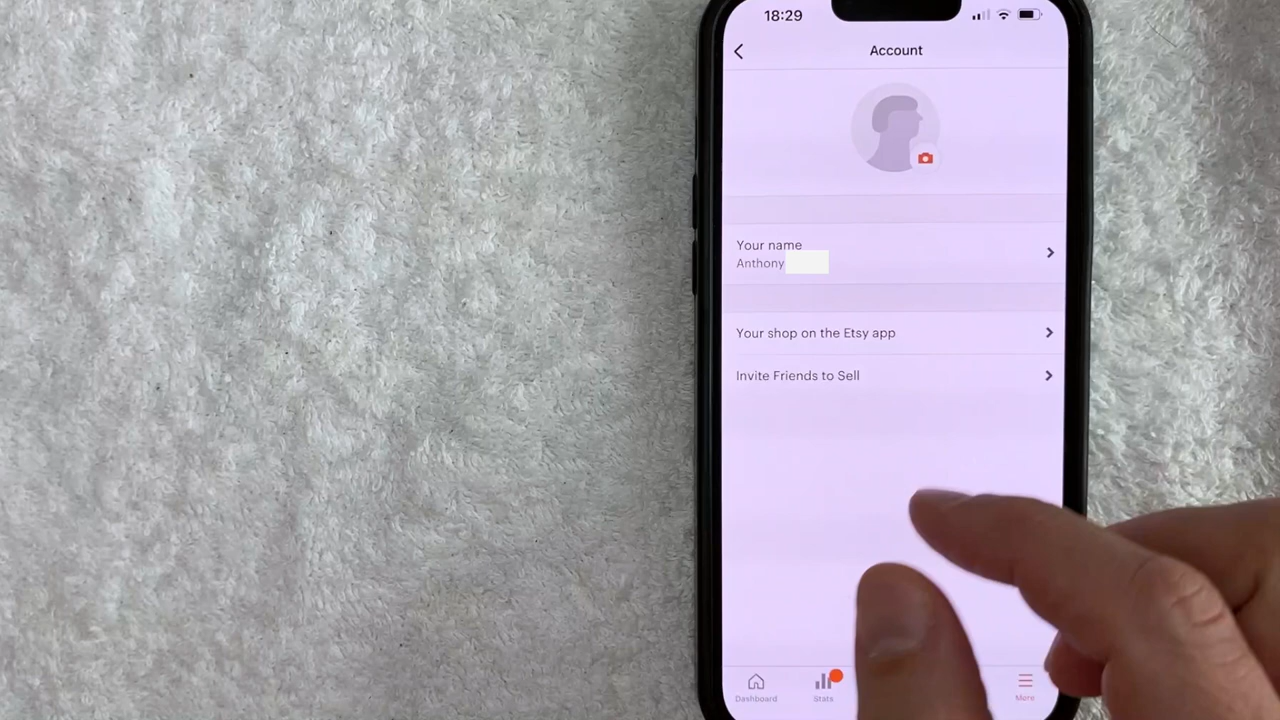 18:29
Account
Your name
Anthony
Your shop on the Etsy app
Invite Friends to Sell
Dashboard
Stats
More